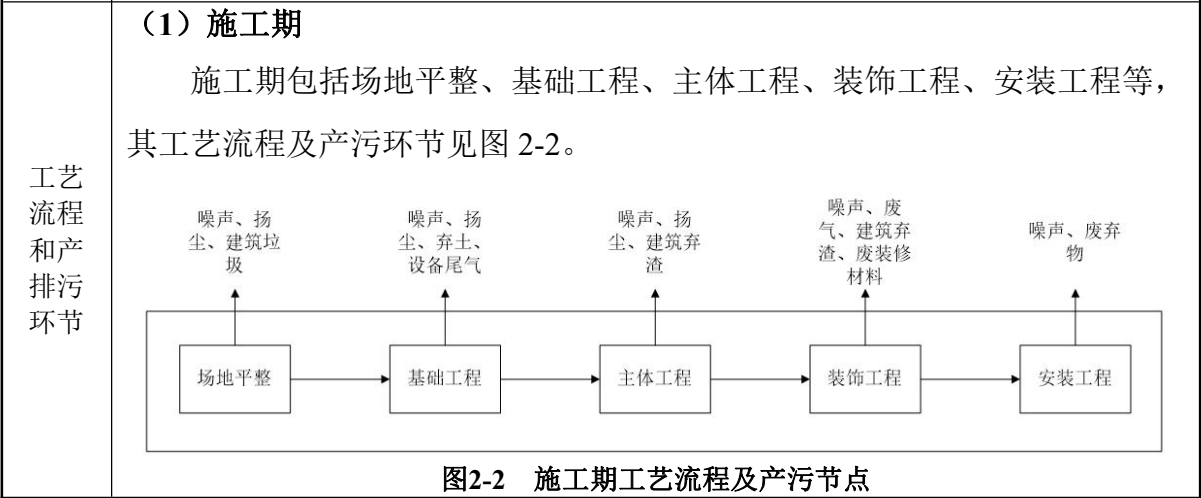 工艺
流程
和产
排污
环节
（1）施工期
施工期包括场地平整、基础工程、主体工程、装饰工程、安装工程等，
其工艺流程及产污环节见图 2-2。
噪声、扬
尘、建筑垃
圾
噪声、扬
尘、弃土、
设备尾气
噪声、扬
尘、建筑弃
渣
噪声、废
气、建筑弃
渣、废装修
材料
噪声、废弃
物
场地平整
基础工程
主体工程
装饰工程
安装工程
图2-2 施工期工艺流程及产污节点